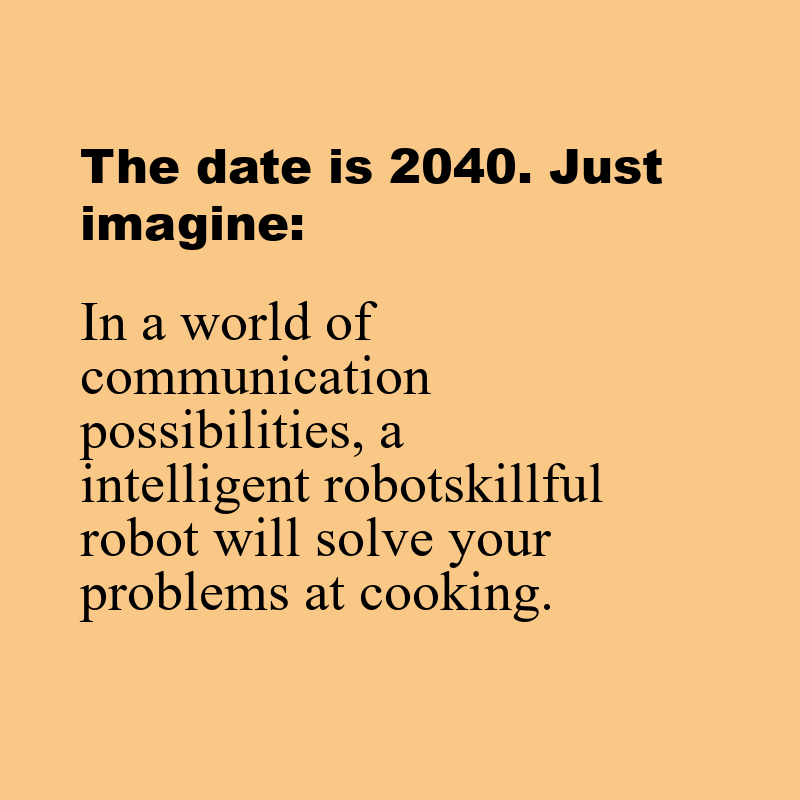 The date is 2040. Just
imagine:
In a world of
communication
possibilities, a
intelligent robotskillful
robot will solve your
problems at cooking.